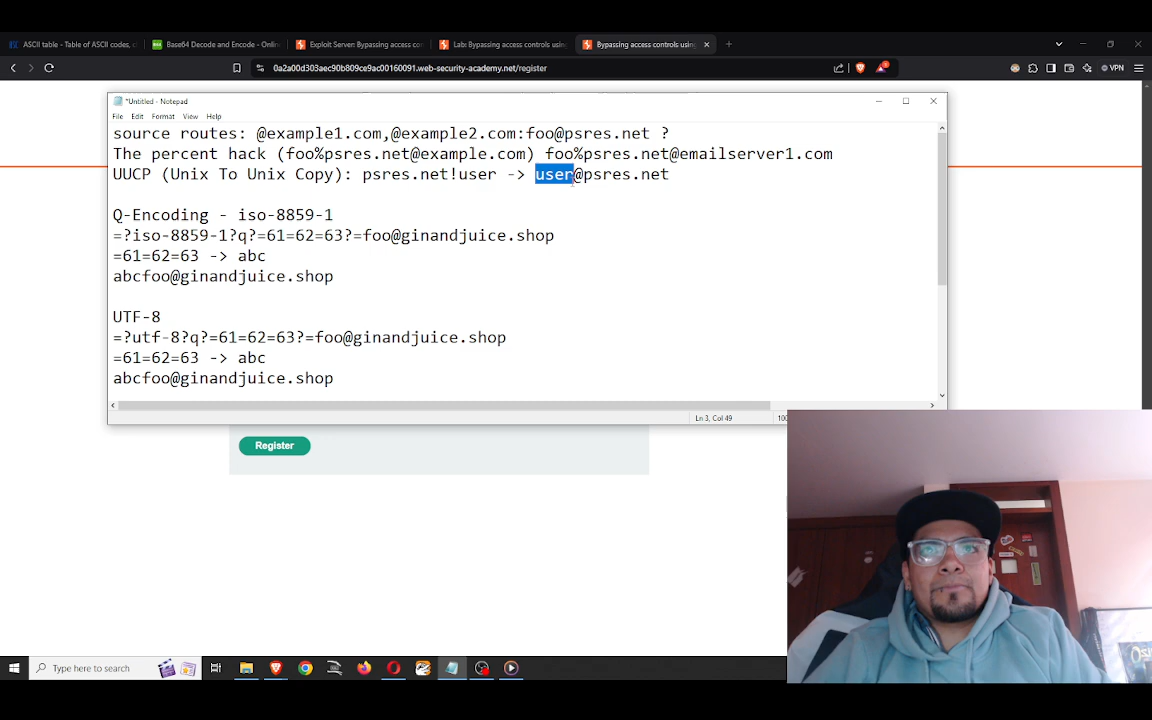 ASCII table - Table of ASCII codes, c
Base64 Decode and Encode - Onlin
Exploit Server: Bypassing access co
Lab: Bypassing access controls usin
Bypassing access controls using
0a2a00d303aec90b809ce9ac00160091.web-security-academy.net/register
VPN
*Untitled - Notepad
File Edit Format View Help
source routes: @example1.com,@example2.com:foo@psres.net ?
The percent hack (foo%psres.net@example.com) foo%psres.net@emailserver1.com
UUCP (Unix To Unix Copy): psres.net!user -> user@psres.net
Q-Encoding - iso-8859-1
=?iso-8859-1?q?=61=62=63?=foo@ginandjuice.shop
=61=62=63 -> abc
abcfoo@ginandjuice.shop
UTF-8
=?utf-8?q?=61=62=63?=foo@ginandjuice.shop
=61=62=63 -> abc
abcfoo@ginandjuice.shop
Ln 3, Col 49
100
Register
Type here to search